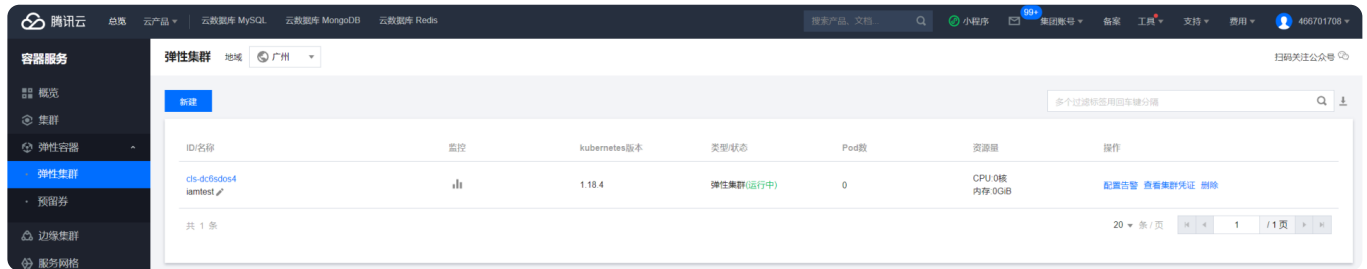 腾讯云 总览 云产品 云数据库 MySQL 云数据库 MongoDB 云数据库 Redis 搜索产品、文档... 小程序 99+ 集团账号 备案 工具 支持 费用 466701708
容器服务 弹性集群 地域 广州 扫码关注公众号
概览 新建 多个过滤标签用回车键分隔
集群
弹性容器 ID/名称 监控 kubernetes版本 类型/状态 Pod数 资源量 操作
弹性集群 cls-dc6sdos4 1.18.4 弹性集群(运行中) 0 CPU:0核 配置告警 查看集群凭证 删除
iamtest 内存:0GiB
预留券
共 1 条 20 条 / 页 1 / 1 页
边缘集群
服务网格